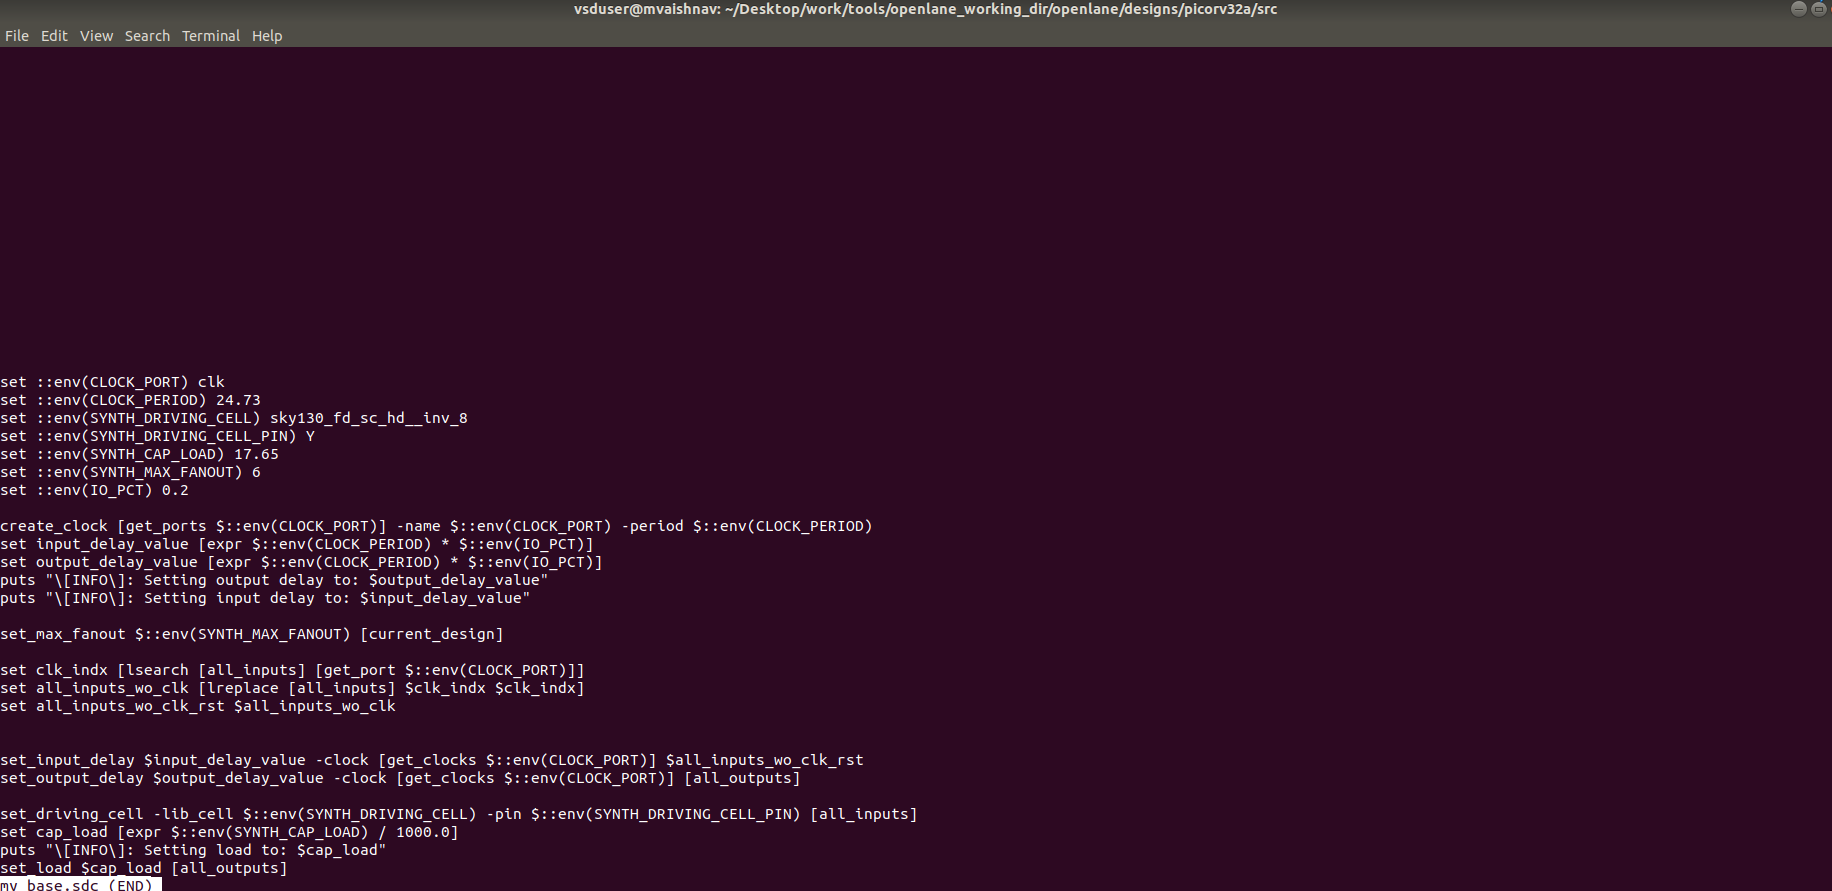 vsduser@mvaishnav: ~/Desktop/work/tools/openlane_working_dir/openlane/designs/picorv32a/src
File Edit View Search Terminal Help
set ::env(CLOCK_PORT) clk
set ::env(CLOCK_PERIOD) 24.73
set ::env(SYNTH_DRIVING_CELL) sky130_fd_sc_hd__inv_8
set ::env(SYNTH_DRIVING_CELL_PIN) Y
set ::env(SYNTH_CAP_LOAD) 17.65
set ::env(SYNTH_MAX_FANOUT) 6
set ::env(IO_PCT) 0.2
create_clock [get_ports $::env(CLOCK_PORT)] -name $::env(CLOCK_PORT) -period $::env(CLOCK_PERIOD)
set input_delay_value [expr $::env(CLOCK_PERIOD) * $::env(IO_PCT)]
set output_delay_value [expr $::env(CLOCK_PERIOD) * $::env(IO_PCT)]
puts "\[INFO\]: Setting output delay to: $output_delay_value"
puts "\[INFO\]: Setting input delay to: $input_delay_value"
set_max_fanout $::env(SYNTH_MAX_FANOUT) [current_design]
set clk_indx [lsearch [all_inputs] [get_port $::env(CLOCK_PORT)]]
set all_inputs_wo_clk [lreplace [all_inputs] $clk_indx $clk_indx]
set all_inputs_wo_clk_rst $all_inputs_wo_clk
set_input_delay $input_delay_value -clock [get_clocks $::env(CLOCK_PORT)] $all_inputs_wo_clk_rst
set_output_delay $output_delay_value -clock [get_clocks $::env(CLOCK_PORT)] [all_outputs]
set_driving_cell -lib_cell $::env(SYNTH_DRIVING_CELL) -pin $::env(SYNTH_DRIVING_CELL_PIN) [all_inputs]
set cap_load [expr $::env(SYNTH_CAP_LOAD) / 1000.0]
puts "\[INFO\]: Setting load to: $cap_load"
set_load $cap_load [all_outputs]
my_base.sdc (END)